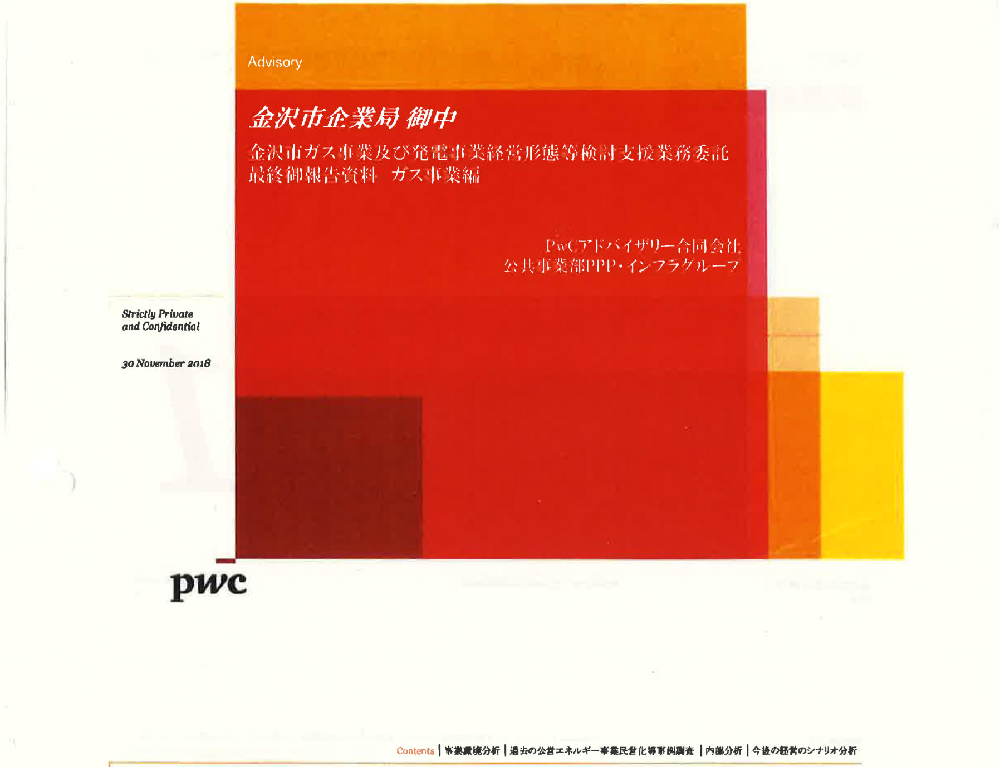 Advisory
金沢市企業局 御中
金沢市ガス事業及び発電事業経営形態等検討支援業務委託
最終御報告資料 ガス事業編
PwCアドバイザリー合同会社
公共事業部PPP・インフラグループ
Strictly Private
and Confidential
30 November 2018
pwc
Contents | 事業環境分析 | 過去の公営エネルギー事業民営化等事例調査 | 内部分析 | 今後の経営のシナリオ分析